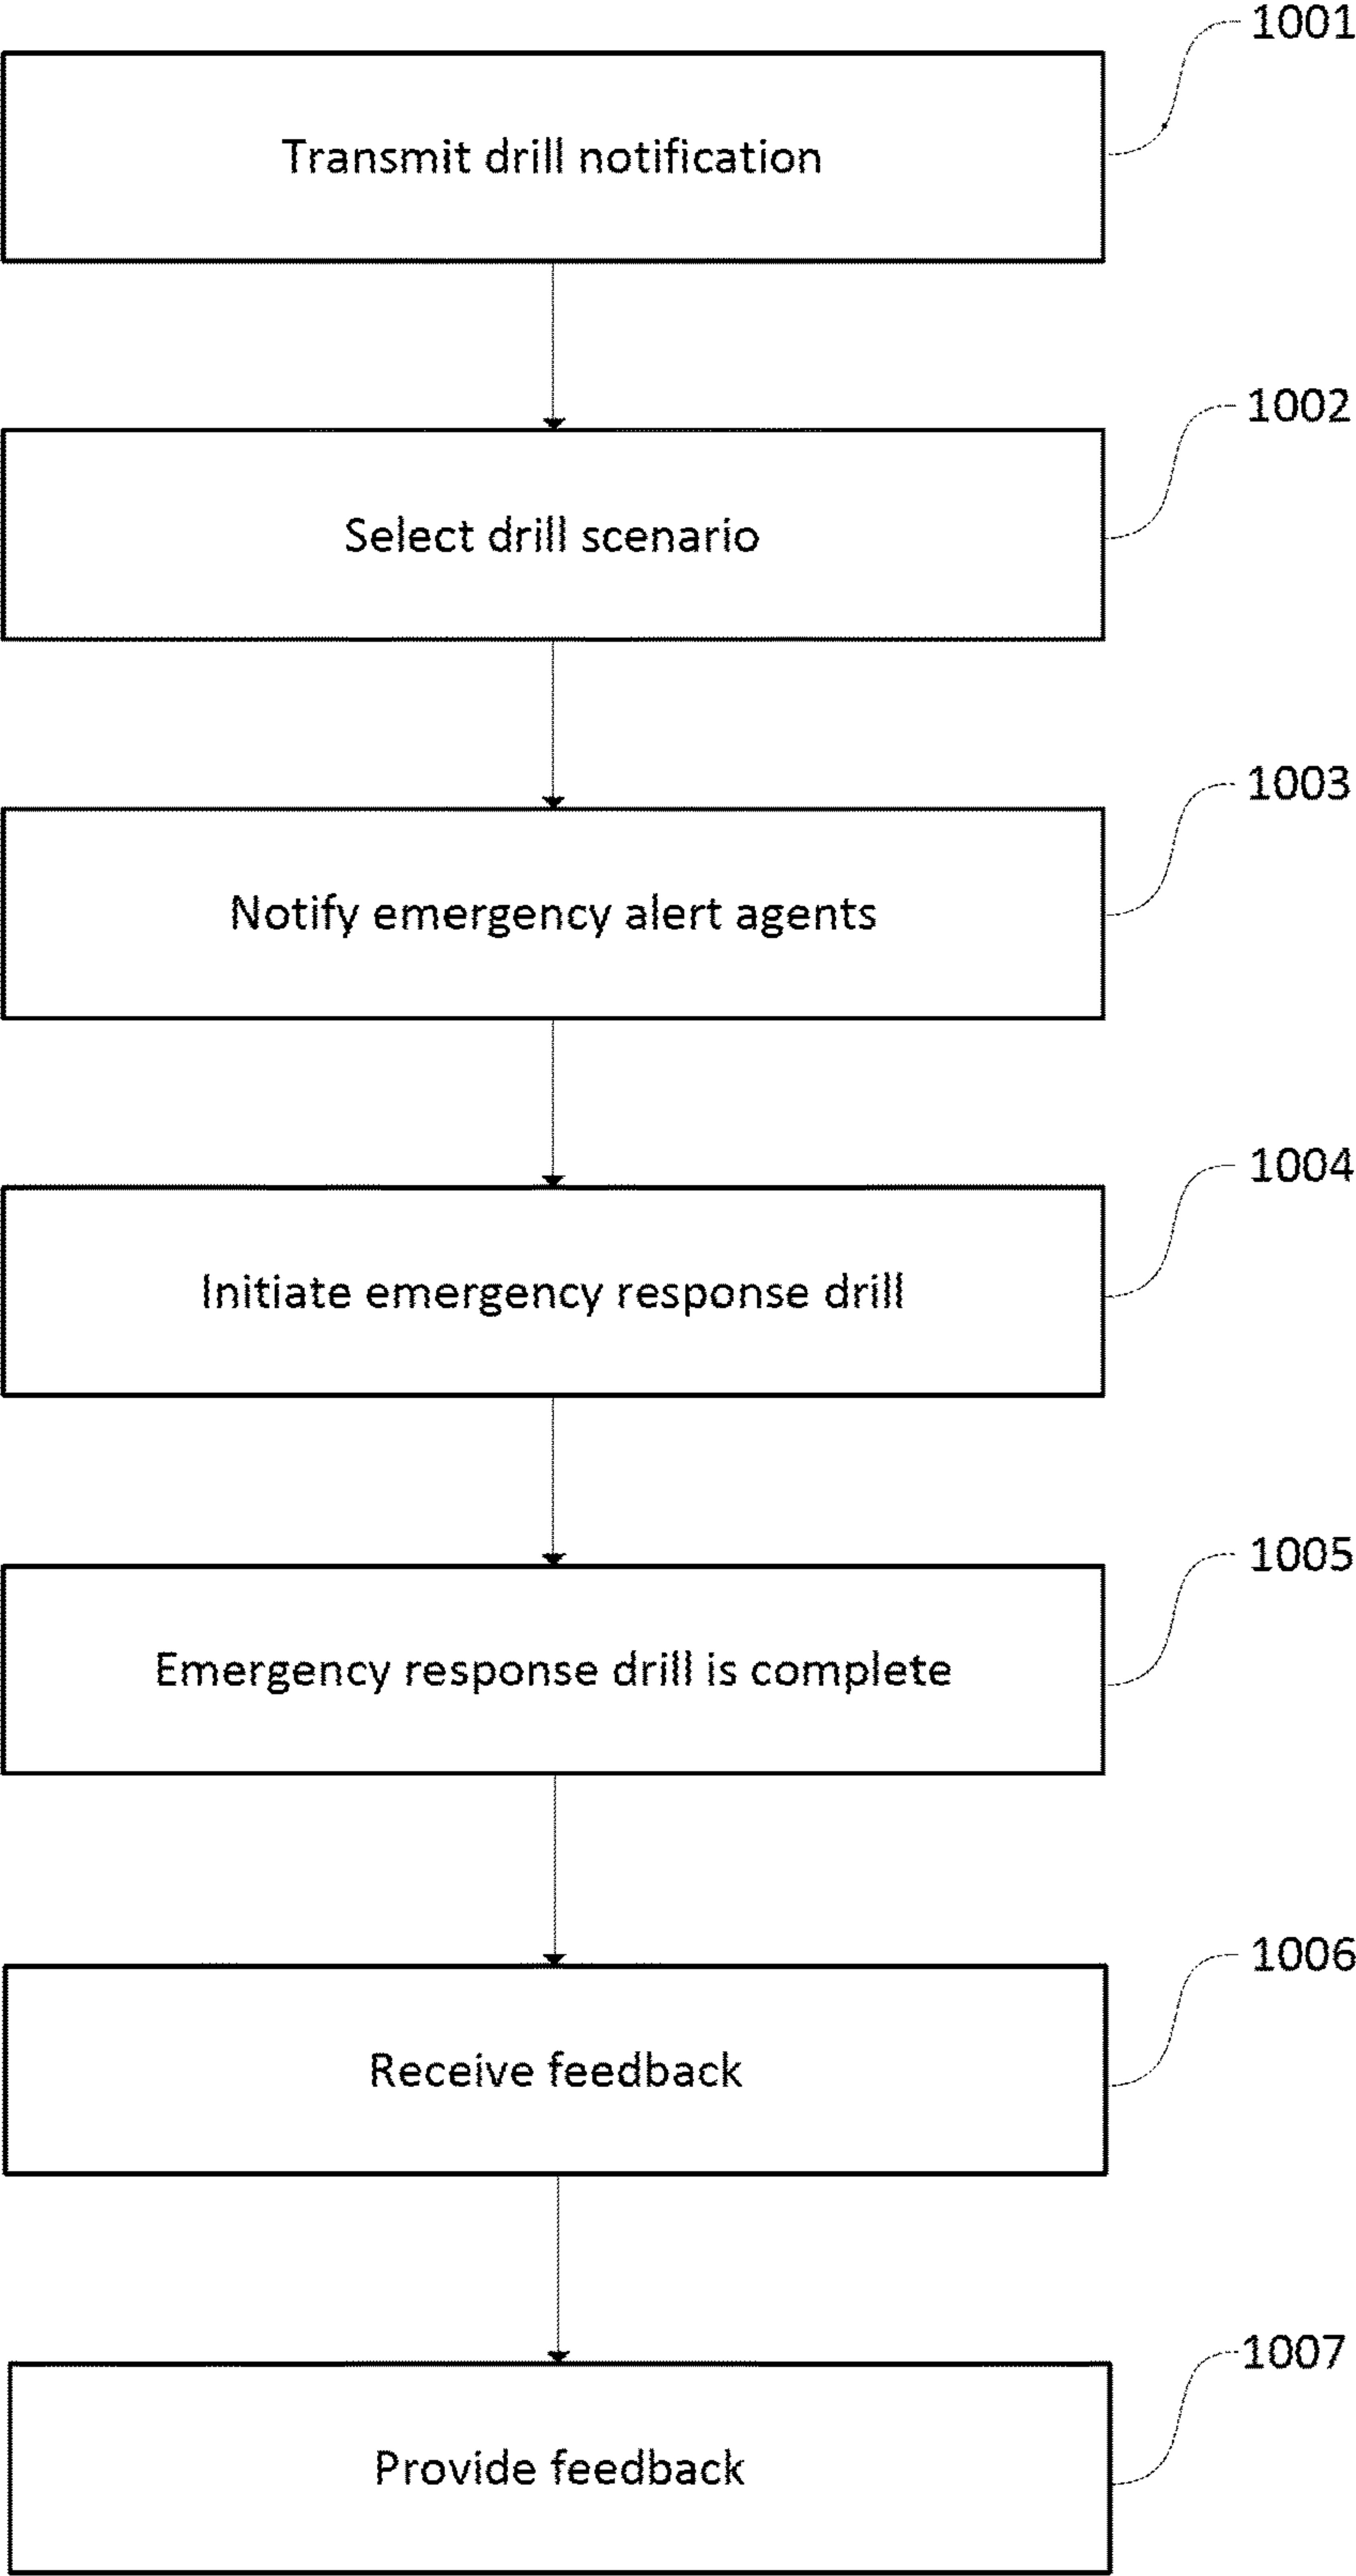 1001
Transmit drill notification
1002
Select drill scenario
1003
Notify emergency alert agents
1004
Initiate emergency response drill
1005
Emergency response drill is complete
1006
Receive feedback
1007
Provide feedback